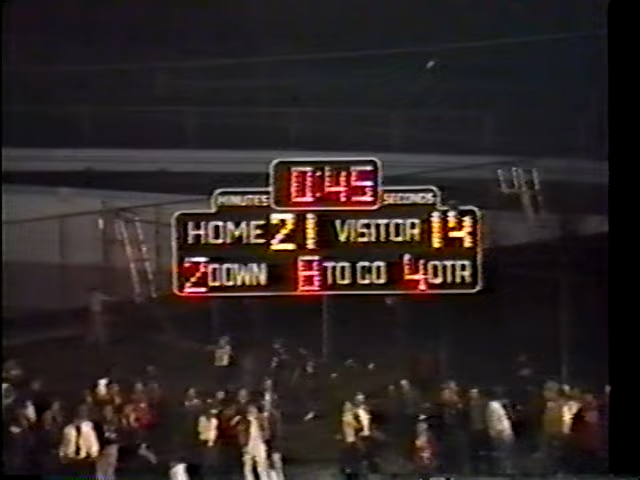 0:45
MINUTES SECONDS
HOME 21 VISITOR 14
2 DOWN 8 TO GO 4 QTR